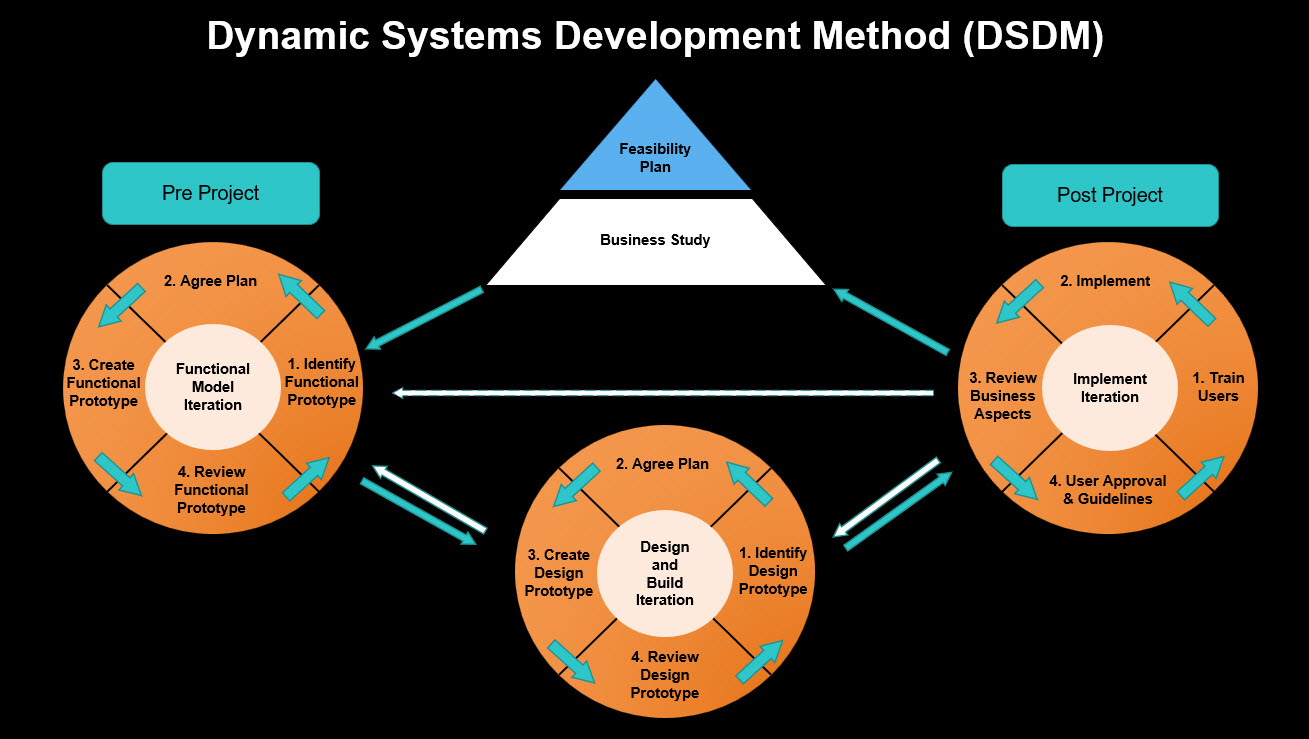 Dynamic Systems Development Method (DSDM)
Feasibility
Plan
Business Study
Pre Project
2. Agree Plan
3. Create
Functional
Prototype
Functional
Model
Iteration
1. Identify
Functional
Prototype
4. Review
Functional
Prototype
2. Agree Plan
3. Create
Design
Prototype
Design
and
Build
Iteration
1. Identify
Design
Prototype
4. Review
Design
Prototype
Post Project
2. Implement
3. Review
Business
Aspects
Implement
Iteration
1. Train
Users
4. User Approval
& Guidelines